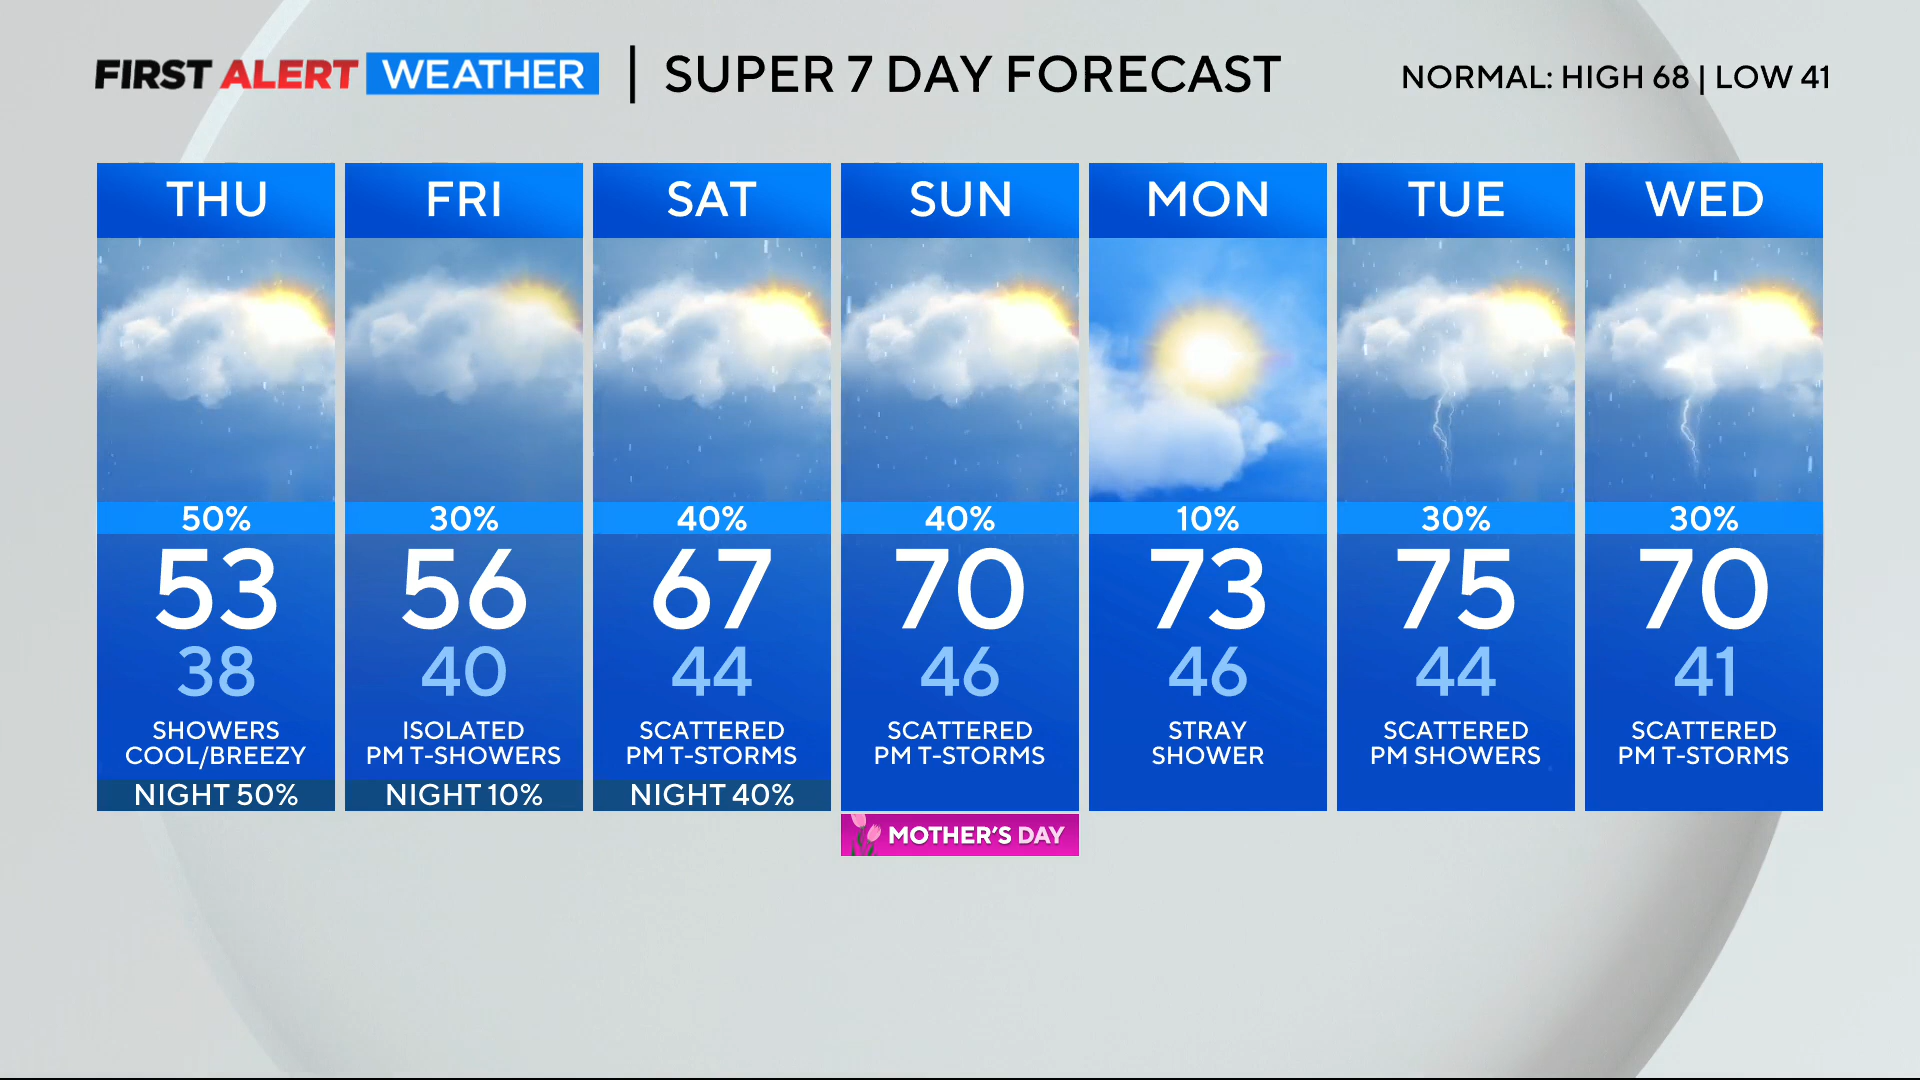 FIRST ALERT WEATHER | SUPER 7 DAY FORECAST
NORMAL: HIGH 68 | LOW 41
THU
50%
53
38
SHOWERS
COOL/BREEZY
NIGHT 50%
FRI
30%
56
40
ISOLATED
PM T-SHOWERS
NIGHT 10%
SAT
40%
67
44
SCATTERED
PM T-STORMS
NIGHT 40%
SUN
40%
70
46
SCATTERED
PM T-STORMS
MOTHER'S DAY
MON
10%
73
46
STRAY
SHOWER
TUE
30%
75
44
SCATTERED
PM SHOWERS
WED
30%
70
41
SCATTERED
PM T-STORMS